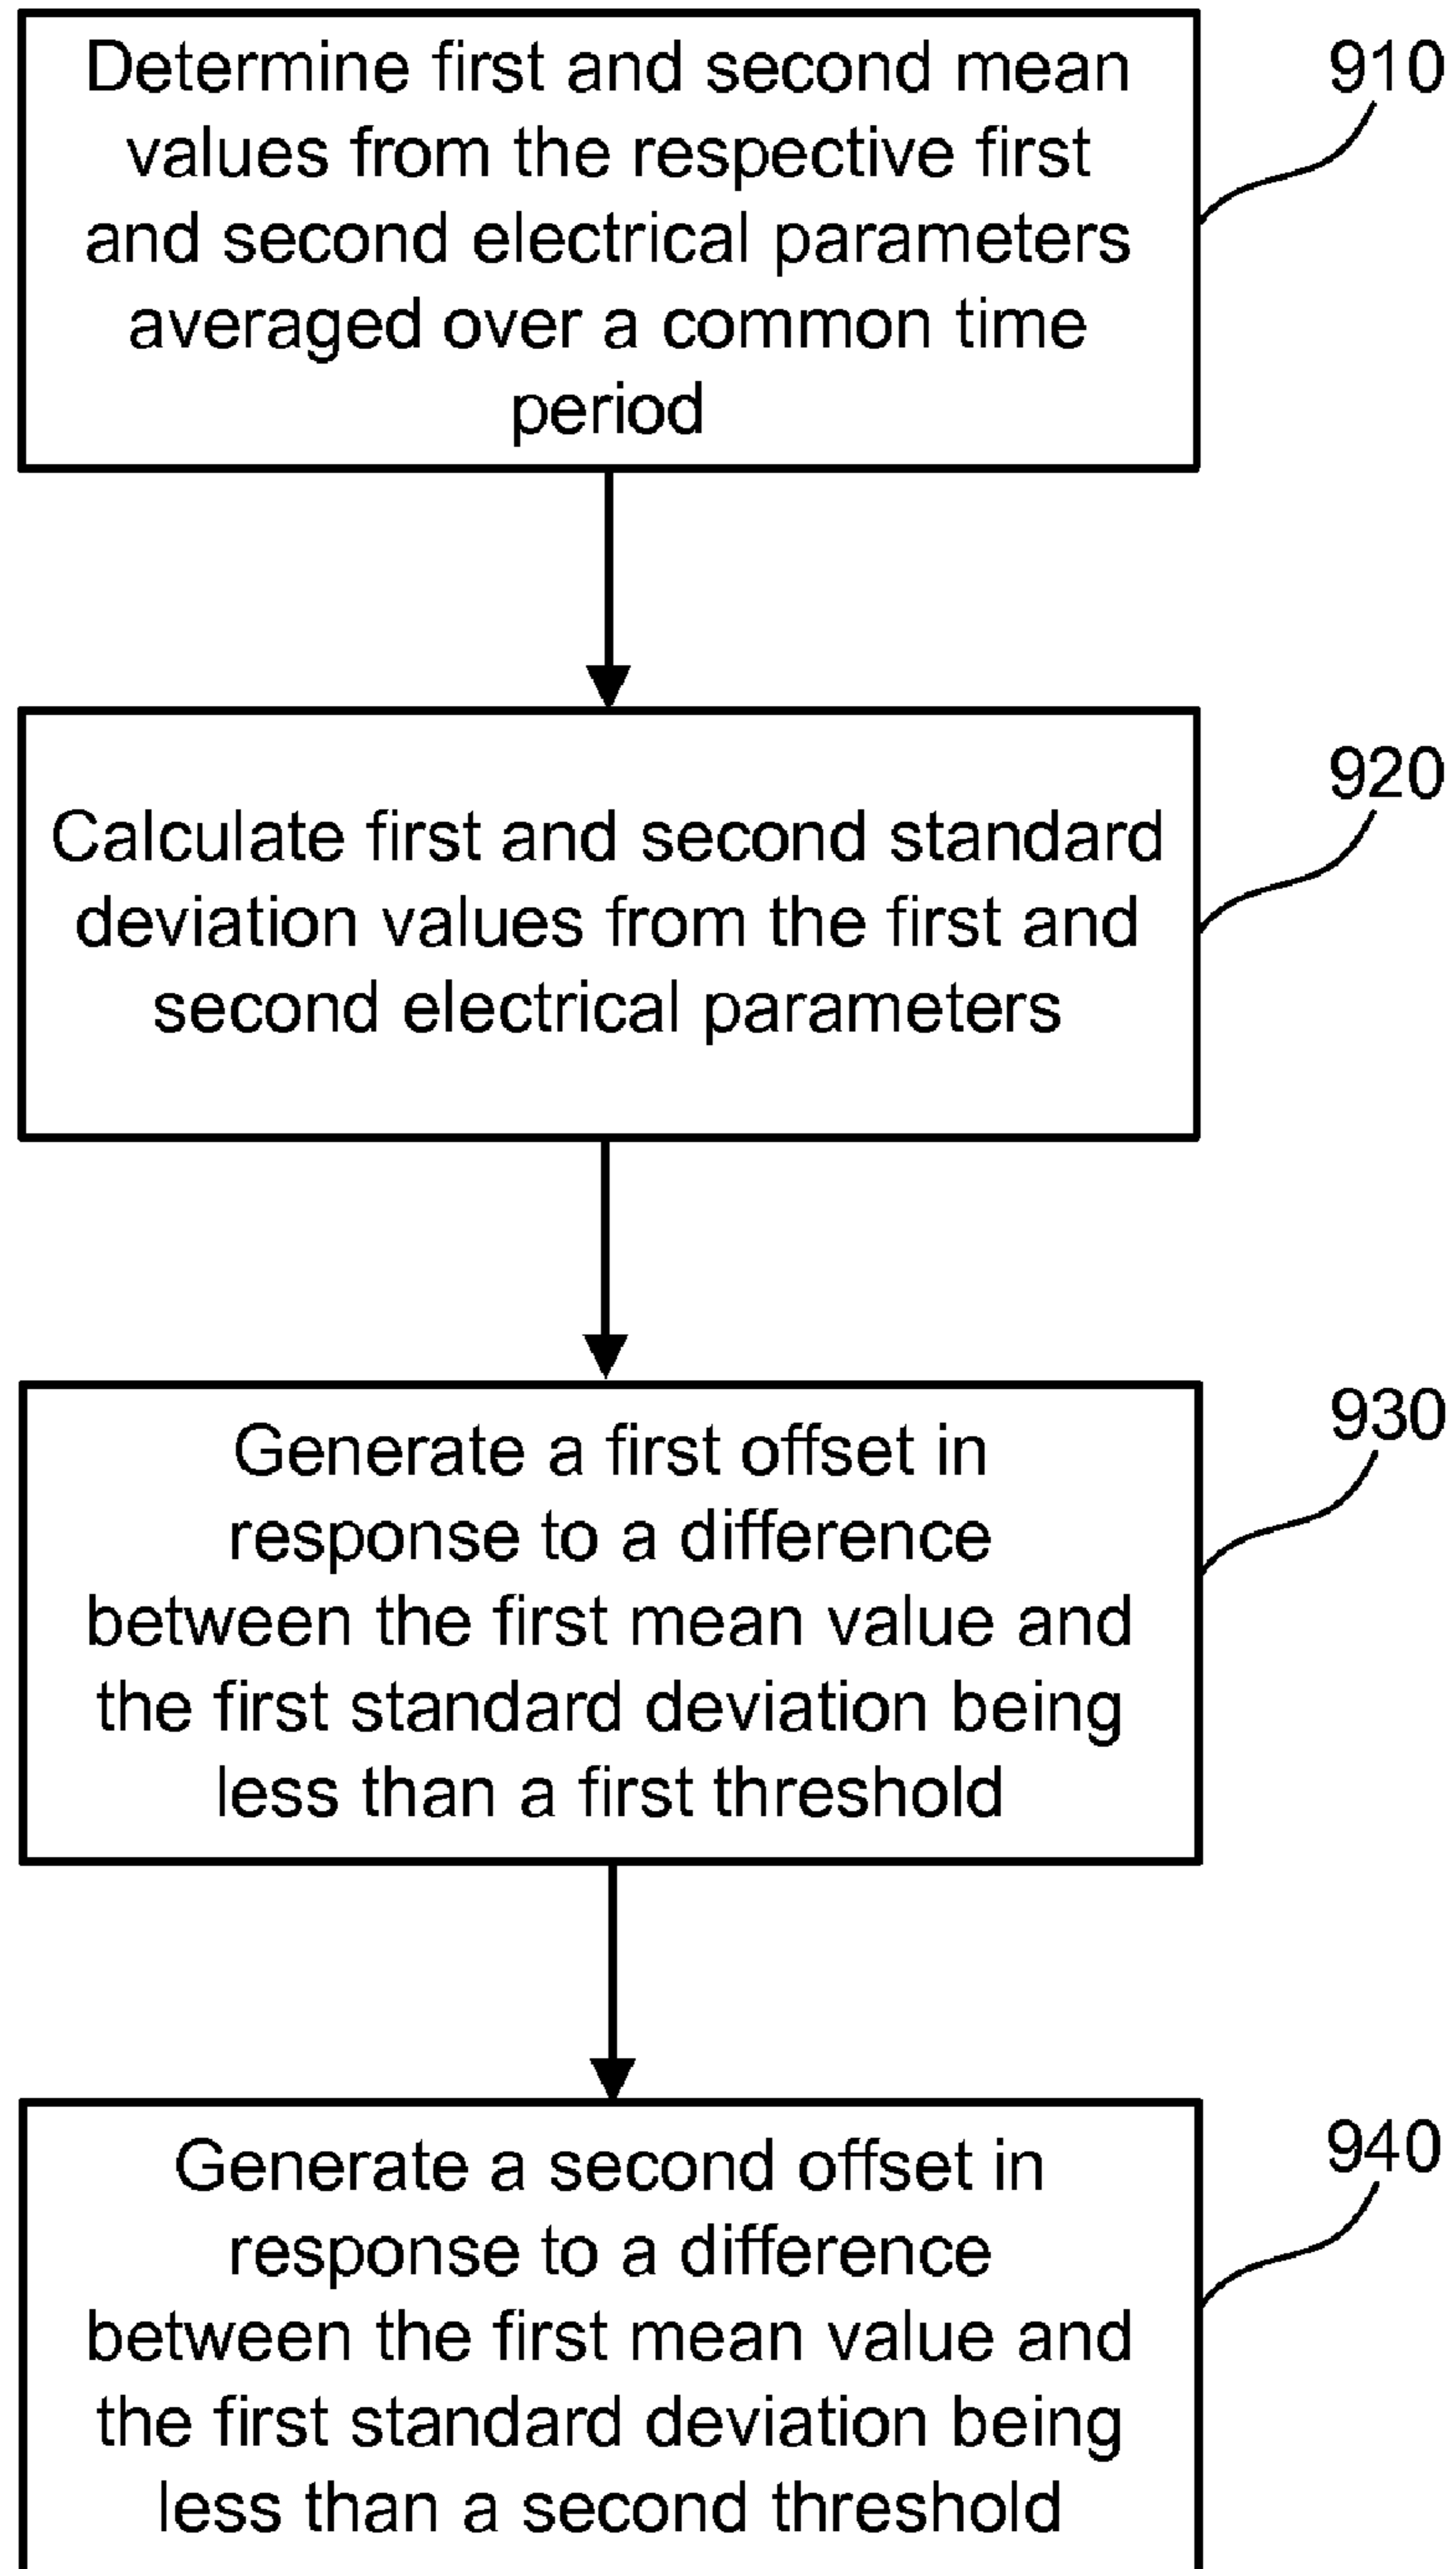 Determine first and second mean
values from the respective first
and second electrical parameters
averaged over a common time
period
910
Calculate first and second standard
deviation values from the first and
second electrical parameters
920
Generate a first offset in
response to a difference
between the first mean value and
the first standard deviation being
less than a first threshold
930
Generate a second offset in
response to a difference
between the first mean value and
the first standard deviation being
less than a second threshold
940